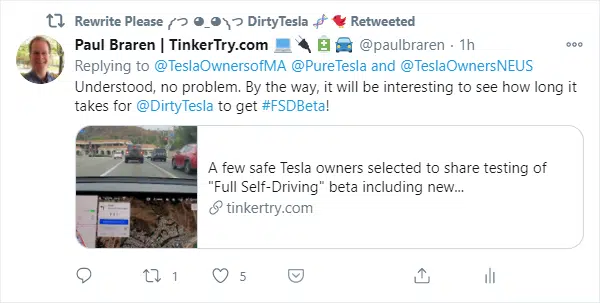 Rewrite Please ༼つ ◕_◕༽つ DirtyTesla 🧬 🐦 Retweeted
Paul Braren | TinkerTry.com 💻🔌🔋🚘 @paulbraren · 1h
Replying to @TeslaOwnersofMA @PureTesla and @TeslaOwnersNEUS
Understood, no problem. By the way, it will be interesting to see how long it
takes for @DirtyTesla to get #FSDBeta!
A few safe Tesla owners selected to share testing of
"Full Self-Driving" beta including new...
tinkertry.com
1
5